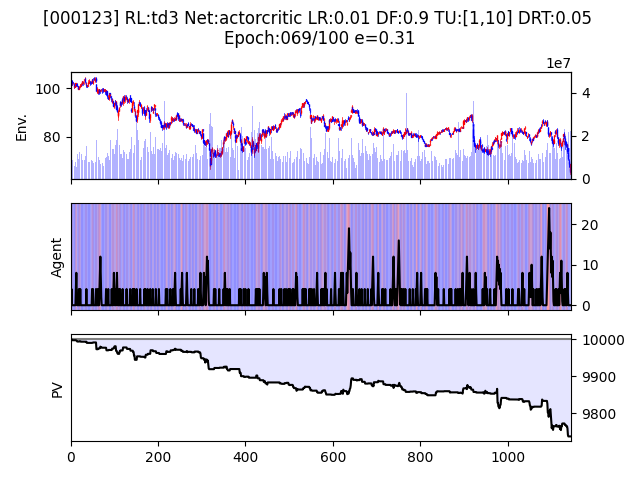 [000123] RL:td3 Net:actorcritic LR:0.01 DF:0.9 TU:[1,10] DRT:0.05
Epoch:069/100 e=0.31
1e7
100
80
Env.
4
2
0
Agent
20
10
0
PV
10000
9900
9800
0 200 400 600 800 1000